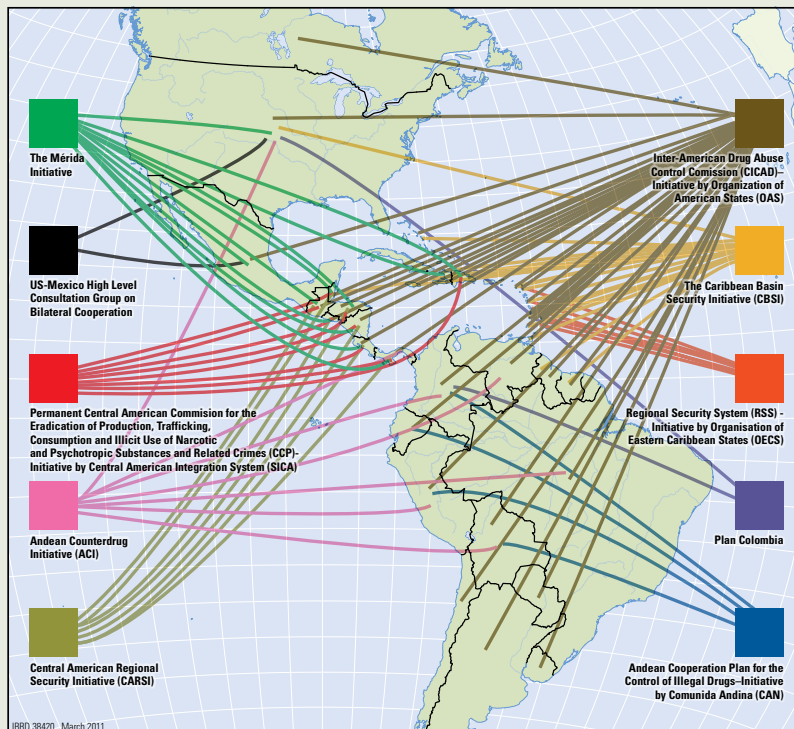 The Mérida
Initiative
US-Mexico High Level
Consultation Group on
Bilateral Cooperation
Permanent Central American Commision for the
Eradication of Production, Trafficking,
Consumption and Illicit Use of Narcotic
and Psychotropic Substances and Related Crimes (CCP)-
Initiative by Central American Integration System (SICA)
Andean Counterdrug
Initiative (ACI)
Central American Regional
Security Initiative (CARSI)
Inter-American Drug Abuse
Control Comission (CICAD)–
Initiative by Organization of
American States (OAS)
The Caribbean Basin
Security Initiative (CBSI)
Regional Security System (RSS) -
Initiative by Organisation of
Eastern Caribbean States (OECS)
Plan Colombia
Andean Cooperation Plan for the
Control of Illegal Drugs–Initiative
by Comunida Andina (CAN)
IBRD 38420 March 2011